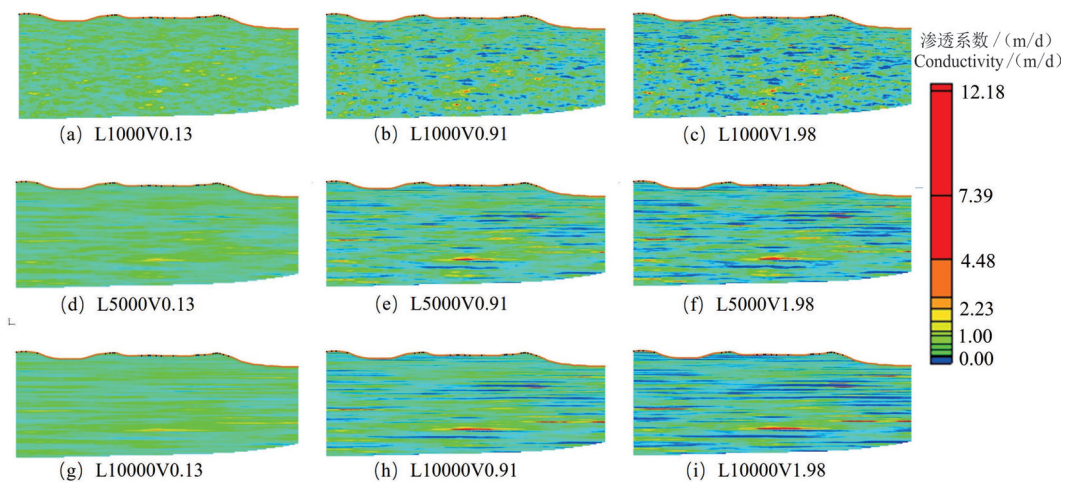 (a) L1000V0.13
(b) L1000V0.91
(c) L1000V1.98
(d) L5000V0.13
(e) L5000V0.91
(f) L5000V1.98
(g) L10000V0.13
(h) L10000V0.91
(i) L10000V1.98
渗透系数/(m/d)
Conductivity/(m/d)
12.18
7.39
4.48
2.23
1.00
0.00